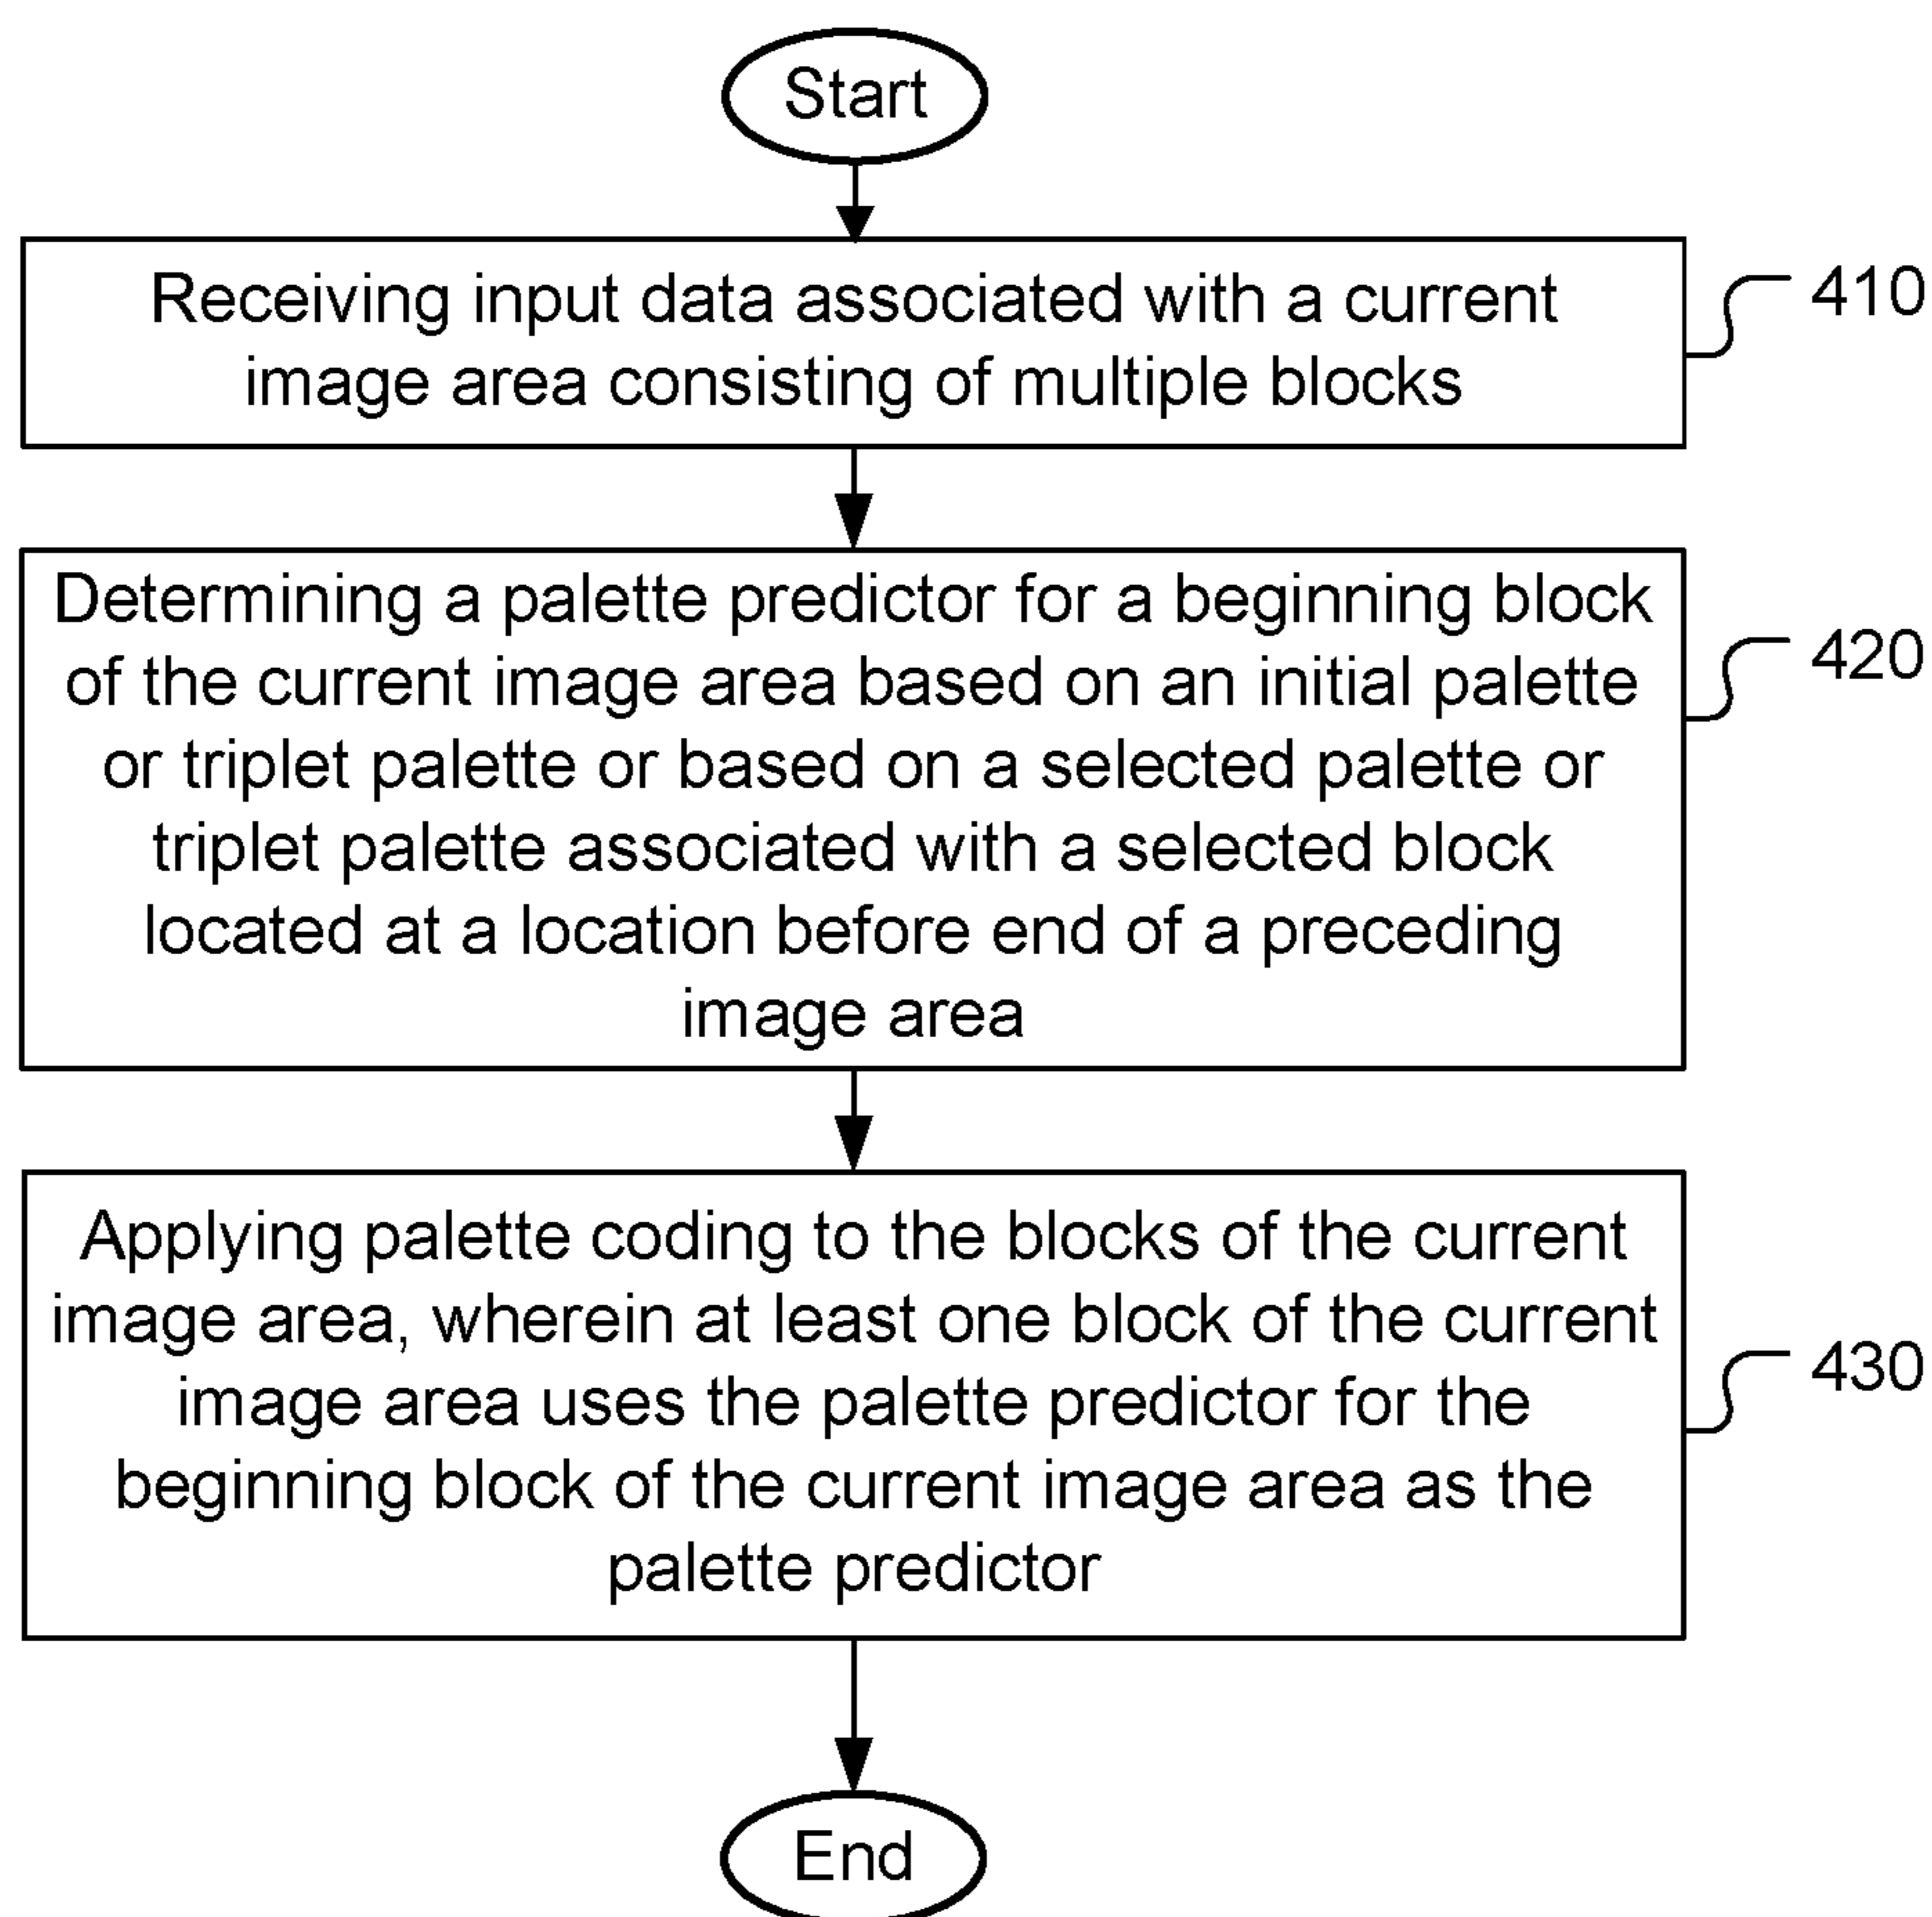 Start
Receiving input data associated with a current
image area consisting of multiple blocks
410
Determining a palette predictor for a beginning block
of the current image area based on an initial palette
or triplet palette or based on a selected palette or
triplet palette associated with a selected block
located at a location before end of a preceding
image area
420
Applying palette coding to the blocks of the current
image area, wherein at least one block of the current
image area uses the palette predictor for the
beginning block of the current image area as the
palette predictor
430
End